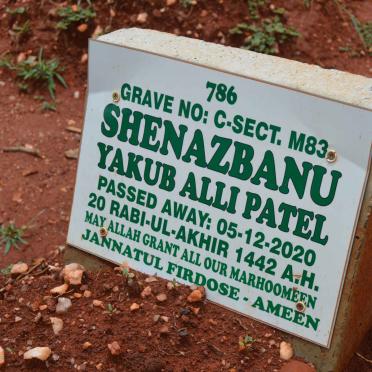 786
GRAVE NO: C-SECT. M83
SHENAZBANU
YAKUB ALLI PATEL
PASSED AWAY: 05-12-2020
20 RABI-UL-AKHIR 1442 A.H.
MAY ALLAH GRANT ALL OUR MARHOOMEEN
JANNATUL FIRDOSE - AMEEN